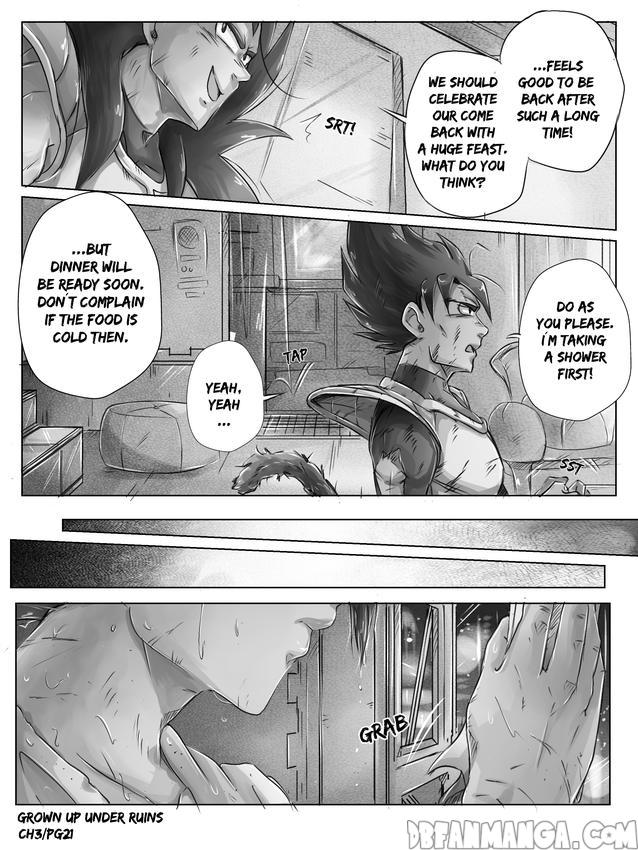 ...FEELS
GOOD TO BE
BACK AFTER
SUCH A LONG
TIME!
WE SHOULD
CELEBRATE
OUR COME
BACK WITH
A HUGE FEAST.
WHAT DO YOU
THINK?
SRT!
DO AS
YOU PLEASE.
I'M TAKING
A SHOWER
FIRST!
...BUT
DINNER WILL
BE READY SOON.
DON'T COMPLAIN
IF THE FOOD IS
COLD THEN.
TAP
YEAH,
YEAH
...
SST
GRAB
GROWN UP UNDER RUINS
CH3/PG21
DBFANMANGA.COM